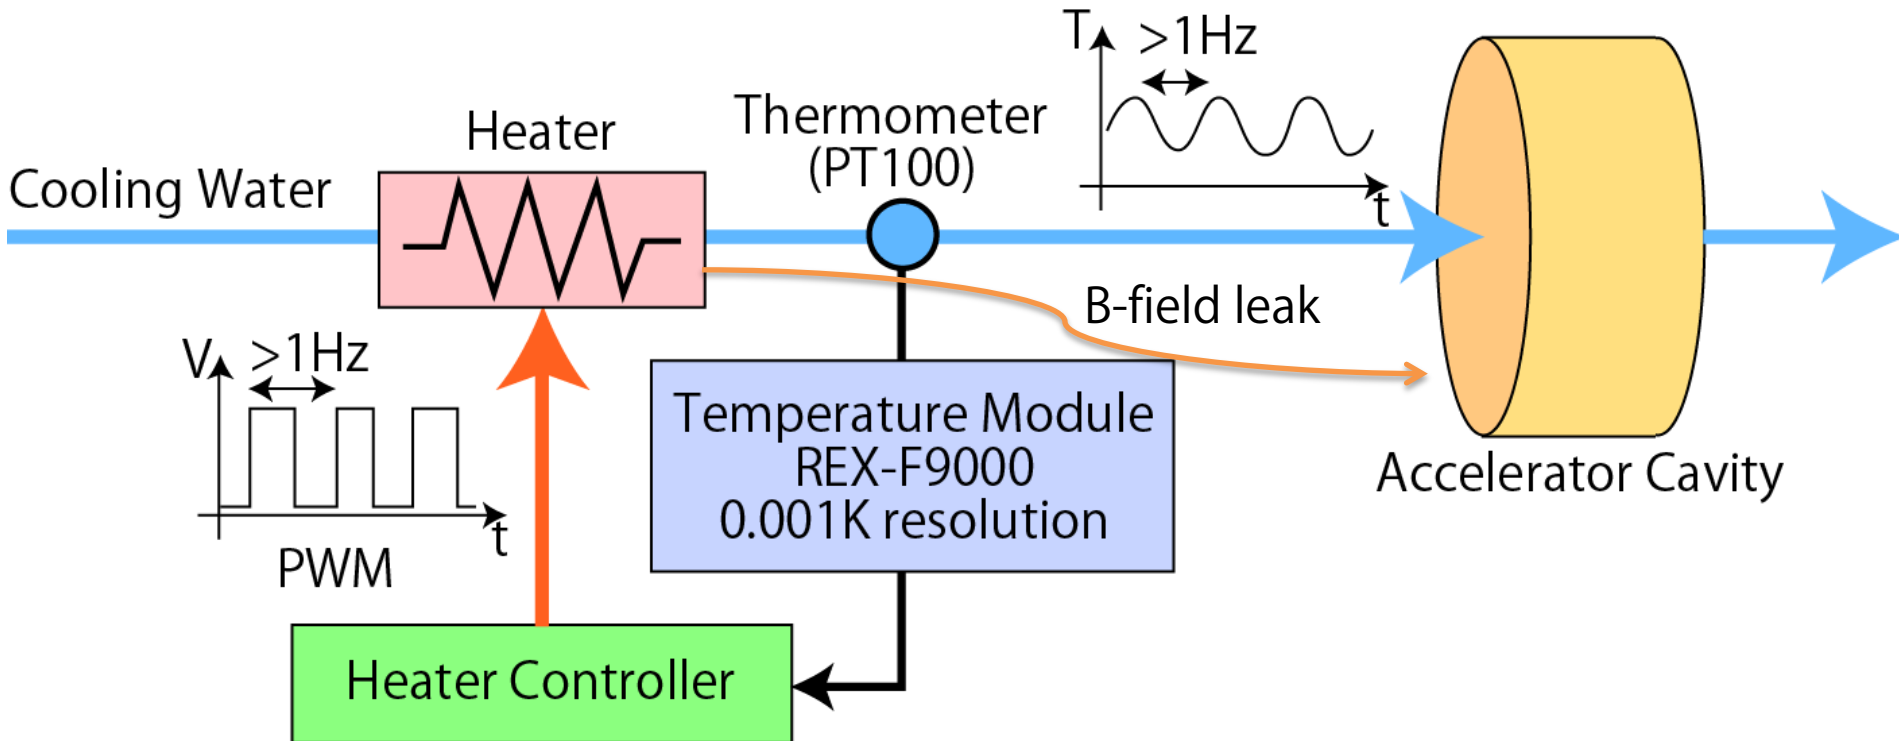 T
>1Hz
Thermometer
(PT100)
Heater
Cooling Water
t
B-field leak
V
>1Hz
Temperature Module
REX-F9000
0.001K resolution
Accelerator Cavity
t
PWM
Heater Controller